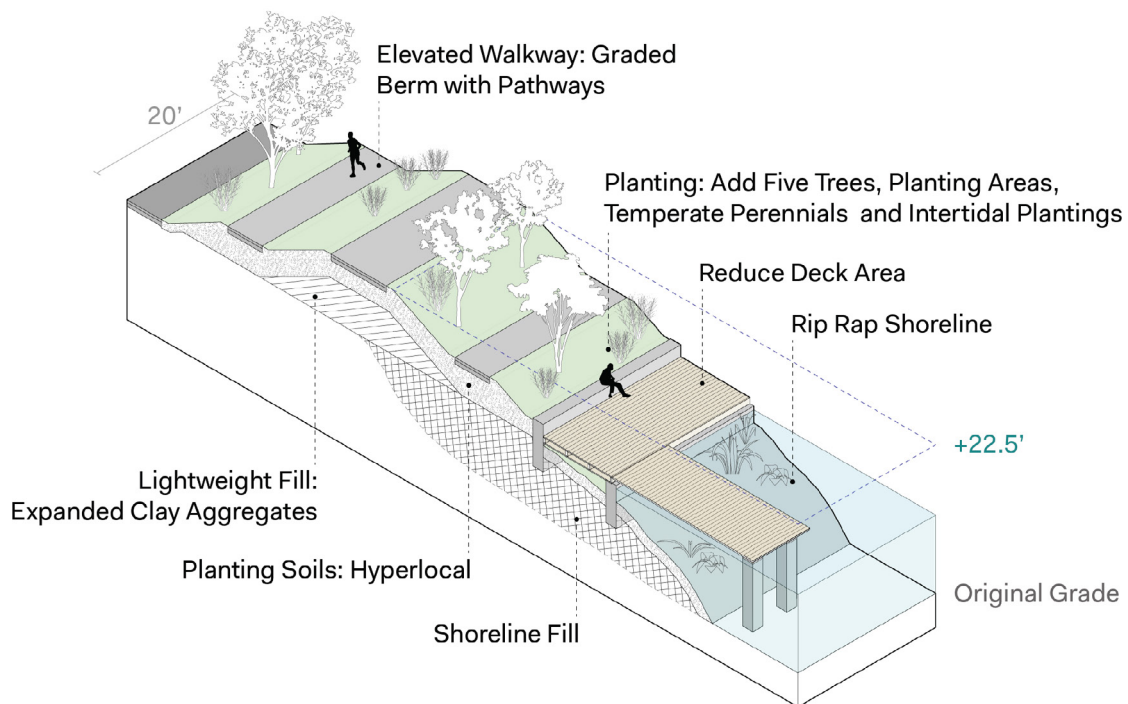 Elevated Walkway: Graded
Berm with Pathways
20'
Planting: Add Five Trees, Planting Areas,
Temperate Perennials and Intertidal Plantings
Reduce Deck Area
Rip Rap Shoreline
+22.5'
Lightweight Fill:
Expanded Clay Aggregates
Planting Soils: Hyperlocal
Original Grade
Shoreline Fill